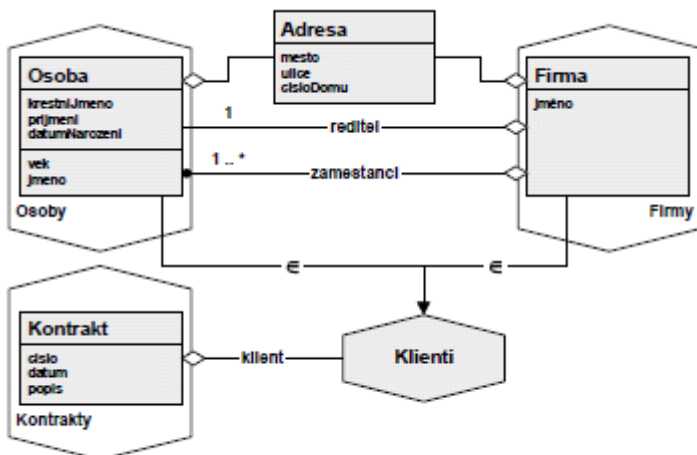 Adresa
mesto
ulice
cisloDomu
Osoba
krestniJmeno
prijmeni
datumNarozeni
vek
jmeno
Osoby
Firma
jméno
Firmy
1
reditel
1 .. *
zamestanci
∈
∈
Kontrakt
cislo
datum
popis
Kontrakty
klient
Klienti